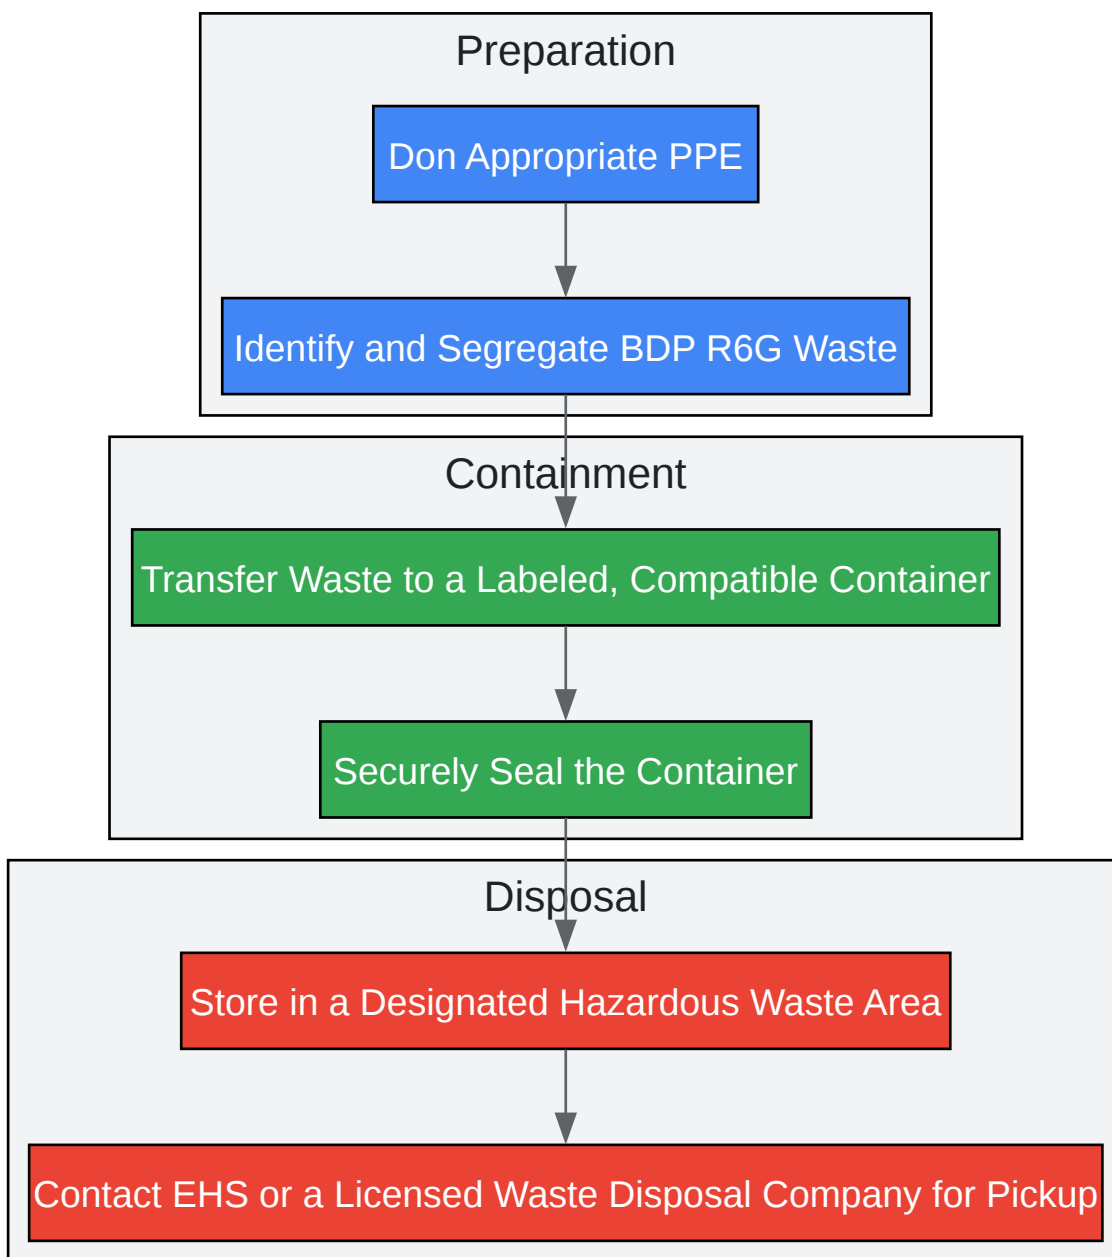 Preparation
Don Appropriate PPE
Identify and Segregate BDP R6G Waste
Containment
Transfer Waste to a Labeled, Compatible Container
Securely Seal the Container
Disposal
Store in a Designated Hazardous Waste Area
Contact EHS or a Licensed Waste Disposal Company for Pickup